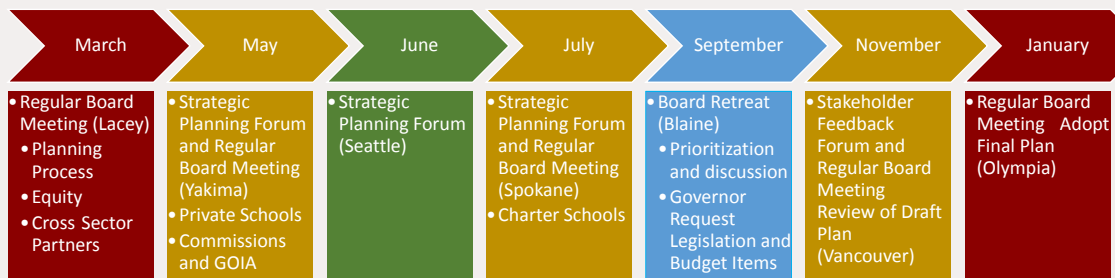 March
May
June
July
September
November
January
• Regular Board
Meeting (Lacey)
• Planning
Process
• Equity
• Cross Sector
Partners
• Strategic
Planning Forum
and Regular
Board Meeting
(Yakima)
• Private Schools
• Commissions
and GOIA
• Strategic
Planning Forum
(Seattle)
• Strategic
Planning Forum
and Regular
Board Meeting
(Spokane)
• Charter Schools
• Board Retreat
(Blaine)
• Prioritization
and discussion
• Governor
Request
Legislation and
Budget Items
• Stakeholder
Feedback
Forum and
Regular Board
Meeting
Review of Draft
Plan
(Vancouver)
• Regular Board
Meeting Adopt
Final Plan
(Olympia)